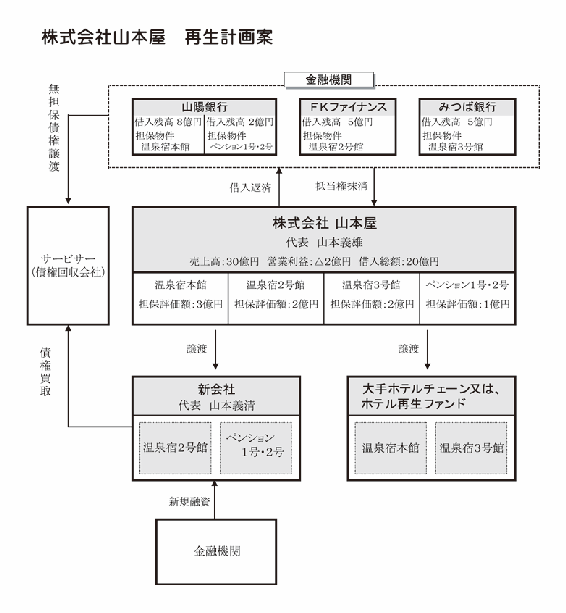 株式会社山本屋 再生計画案
金融機関
山陽銀行
借入残高 8億円
担保物件
温泉宿本館
借入残高 2億円
担保物件
ペンション1号・2号
FKファイナンス
借入残高 5億円
担保物件
温泉宿2号館
みつば銀行
借入残高 5億円
担保物件
温泉宿3号館
無担保債権譲渡
借入返済
抵当権抹消
サービサー
(債権回収会社)
株式会社 山本屋
代表 山本義雄
売上高:30億円 営業利益:△2億円 借入総額:20億円
温泉宿本館
担保評価額:3億円
温泉宿2号館
担保評価額:2億円
温泉宿3号館
担保評価額:2億円
ペンション1号・2号
担保評価額:1億円
債権買取
譲渡
譲渡
新会社
代表 山本義清
温泉宿2号館
ペンション
1号・2号
大手ホテルチェーン又は、
ホテル再生ファンド
温泉宿本館
温泉宿3号館
新規融資
金融機関